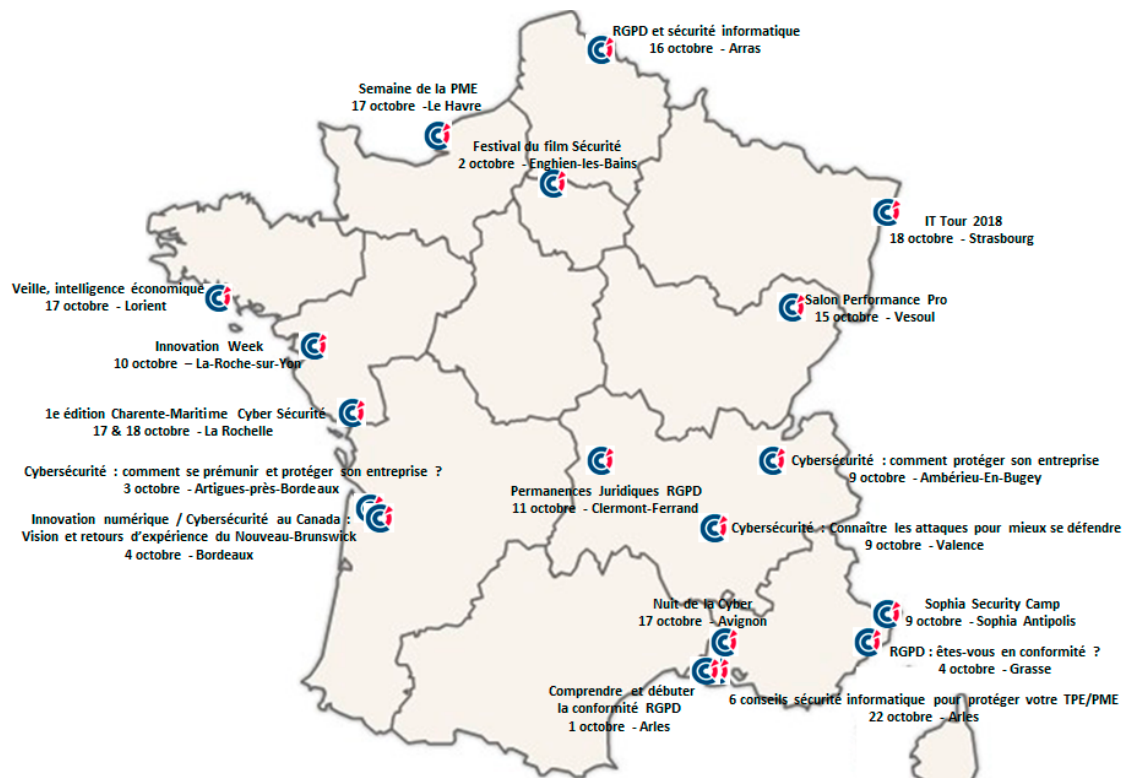 RGPD et sécurité informatique
16 octobre - Arras
Semaine de la PME
17 octobre -Le Havre
Festival du film Sécurité
2 octobre - Enghien-les-Bains
IT Tour 2018
18 octobre - Strasbourg
Veille, intelligence économique
17 octobre - Lorient
Salon Performance Pro
15 octobre - Vesoul
Innovation Week
10 octobre – La-Roche-sur-Yon
1e édition Charente-Maritime Cyber Sécurité
17 & 18 octobre - La Rochelle
Cybersécurité : comment se prémunir et protéger son entreprise ?
3 octobre - Artigues-près-Bordeaux
Cybersécurité : comment protéger son entreprise
9 octobre - Ambérieu-En-Bugey
Permanences Juridiques RGPD
11 octobre - Clermont-Ferrand
Innovation numérique / Cybersécurité au Canada :
Vision et retours d'expérience du Nouveau-Brunswick
4 octobre - Bordeaux
Cybersécurité : Connaître les attaques pour mieux se défendre
9 octobre - Valence
Nuit de la Cyber
17 octobre - Avignon
Sophia Security Camp
9 octobre - Sophia Antipolis
RGPD : êtes-vous en conformité ?
4 octobre - Grasse
Comprendre et débuter
la conformité RGPD
1 octobre - Arles
6 conseils sécurité informatique pour protéger votre TPE/PME
22 octobre - Arles